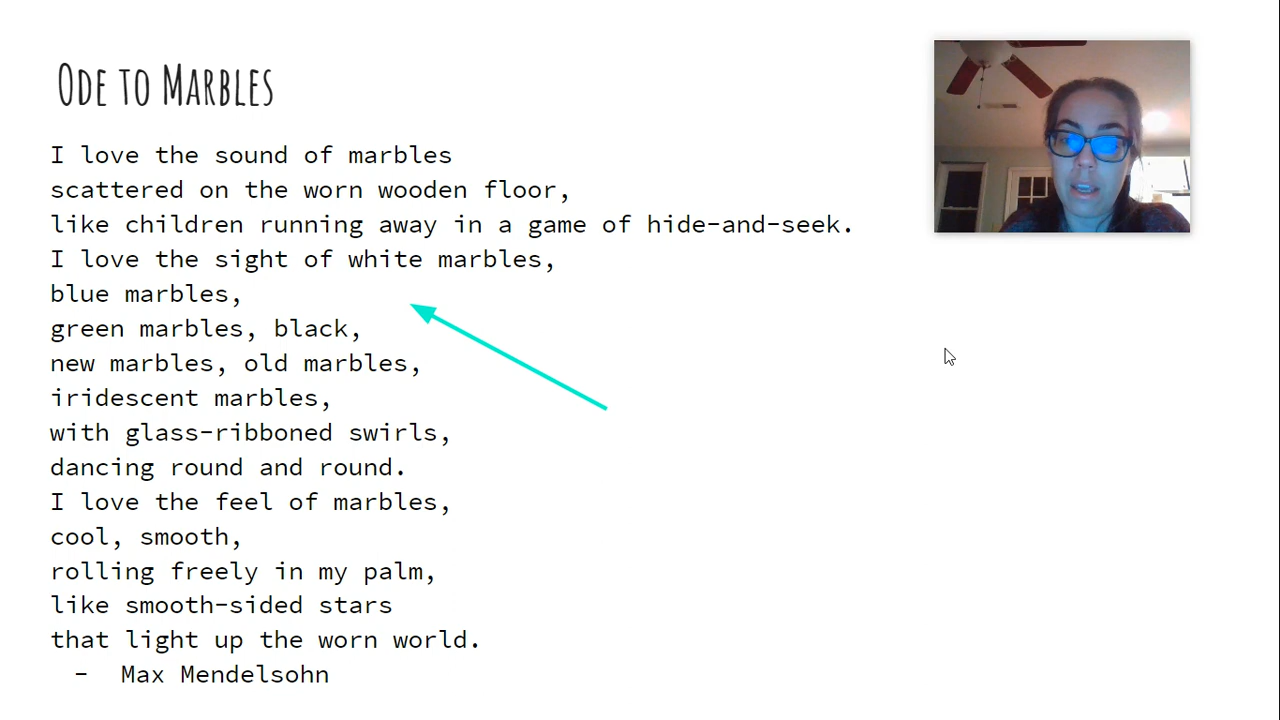 Ode to Marbles
I love the sound of marbles
scattered on the worn wooden floor,
like children running away in a game of hide-and-seek.
I love the sight of white marbles,
blue marbles,
green marbles, black,
new marbles, old marbles,
iridescent marbles,
with glass-ribboned swirls,
dancing round and round.
I love the feel of marbles,
cool, smooth,
rolling freely in my palm,
like smooth-sided stars
that light up the worn world.
- Max Mendelsohn